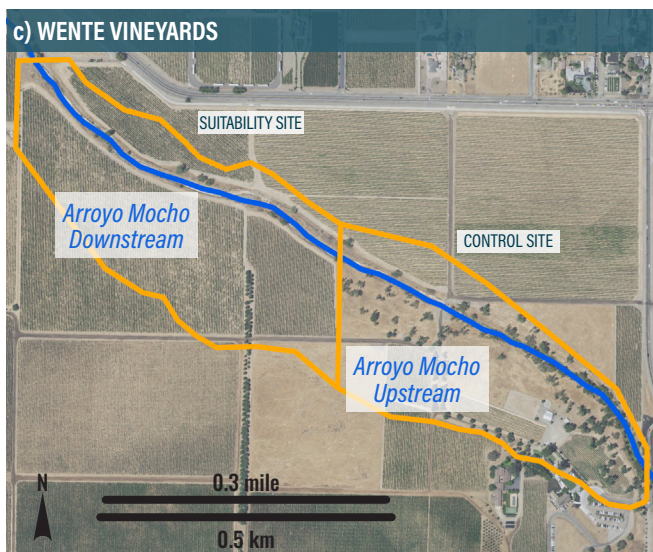 c) WENTE VINEYARDS
SUITABILITY SITE
Arroyo Mocho
Downstream
CONTROL SITE
Arroyo Mocho
Upstream
N
0.3 mile
0.5 km